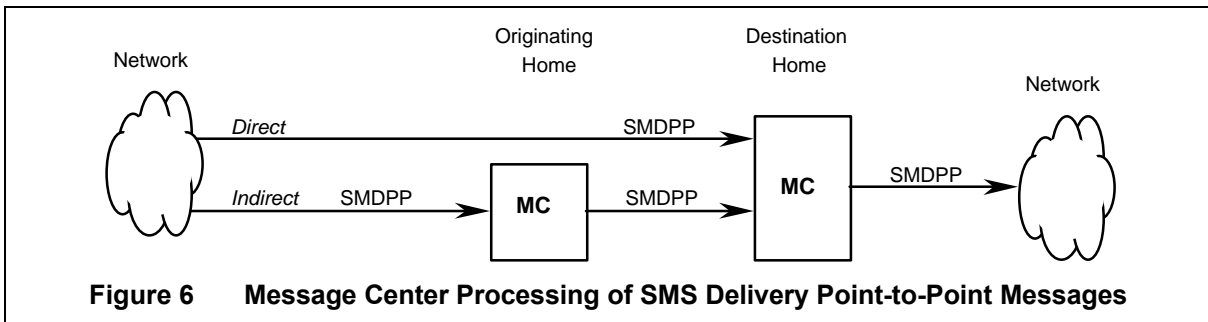 Network
Originating
Home
Destination
Home
Network
Direct SMDPP
Indirect SMDPP
MC
SMDPP
MC
SMDPP
Figure 6 Message Center Processing of SMS Delivery Point-to-Point Messages